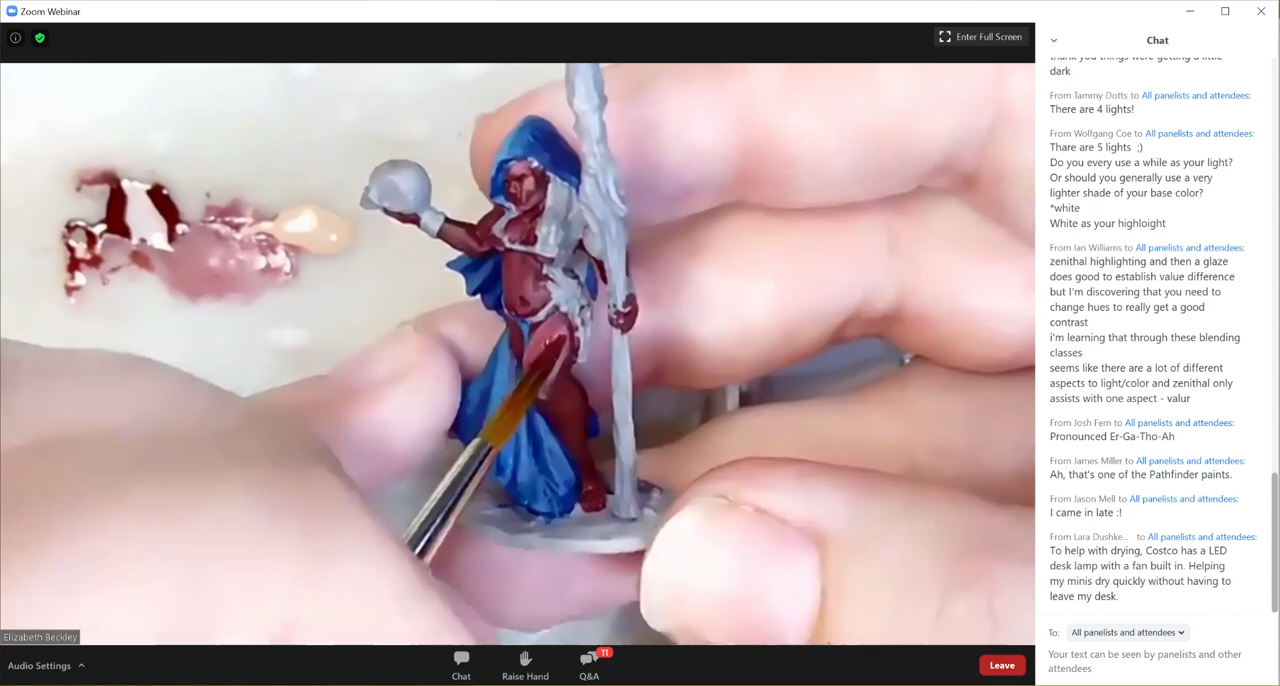 Zoom Webinar
Enter Full Screen
Chat
thank you things were getting a little
dark
From Tammy Dotts to All panelists and attendees:
There are 4 lights!
From Wolfgang Coe to All panelists and attendees:
Thare are 5 lights ;)
Do you every use a while as your light?
Or should you generally use a very
lighter shade of your base color?
*white
White as your highloight
From Ian Williams to All panelists and attendees:
zenithal highlighting and then a glaze
does good to establish value difference
but I'm discovering that you need to
change hues to really get a good
contrast
i'm learning that through these blending
classes
seems like there are a lot of different
aspects to light/color and zenithal only
assists with one aspect - valur
From Josh Fern to All panelists and attendees:
Pronounced Er-Ga-Tho-Ah
From James Miller to All panelists and attendees:
Ah, that's one of the Pathfinder paints.
From Jason Mell to All panelists and attendees:
I came in late :!
From Lara Dushke... to All panelists and attendees:
To help with drying, Costco has a LED
desk lamp with a fan built in. Helping
my minis dry quickly without having to
leave my desk.
To: All panelists and attendees
Your text can be seen by panelists and other
attendees
Elizabeth Beckley
Audio Settings
Chat
Raise Hand
11
Q&A
Leave